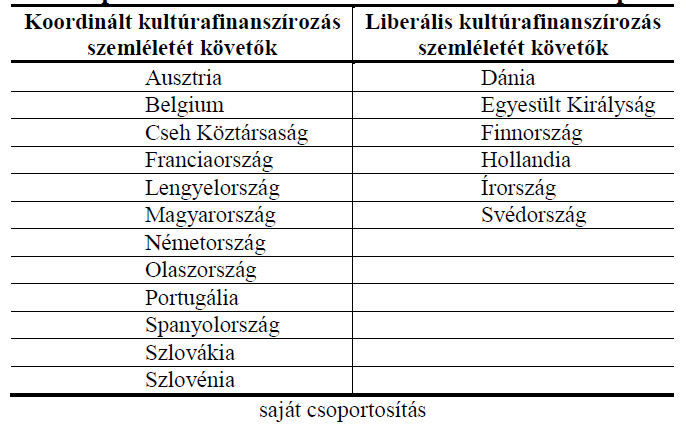 Koordinált kultúrafinanszírozás szemléletét követők
Liberális kultúrafinanszírozás szemléletét követők
Ausztria Dánia
Belgium Egyesült Királyság
Cseh Köztársaság Finnország
Franciaország Hollandia
Lengyelország Írország
Magyarország Svédország
Németország
Olaszország
Portugália
Spanyolország
Szlovákia
Szlovénia
saját csoportosítás